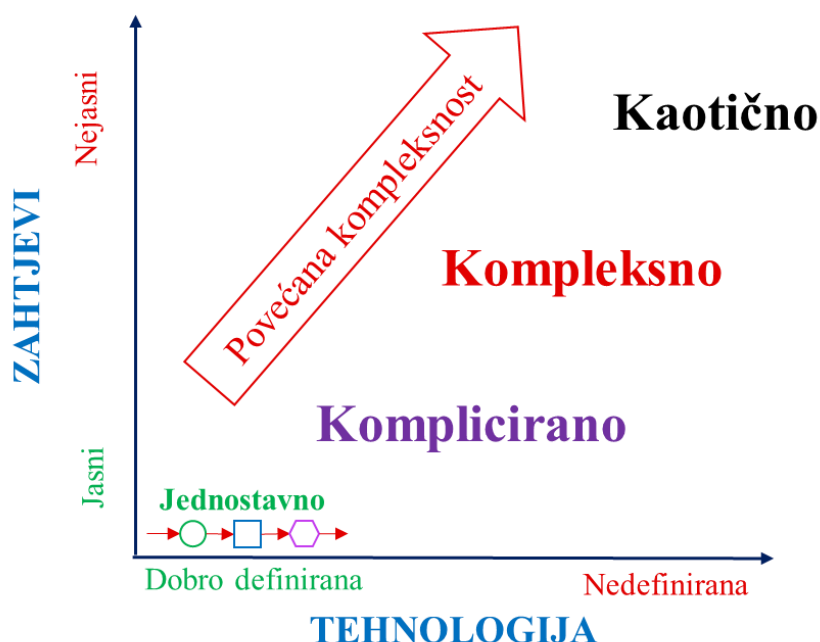 Nejasni
Kaotično
Povećana kompleksnost
ZAHTJEVI
Kompleksno
Komplicirano
Jasni
Jednostavno
Dobro definirana
Nedefinirana
TEHNOLOGIJA